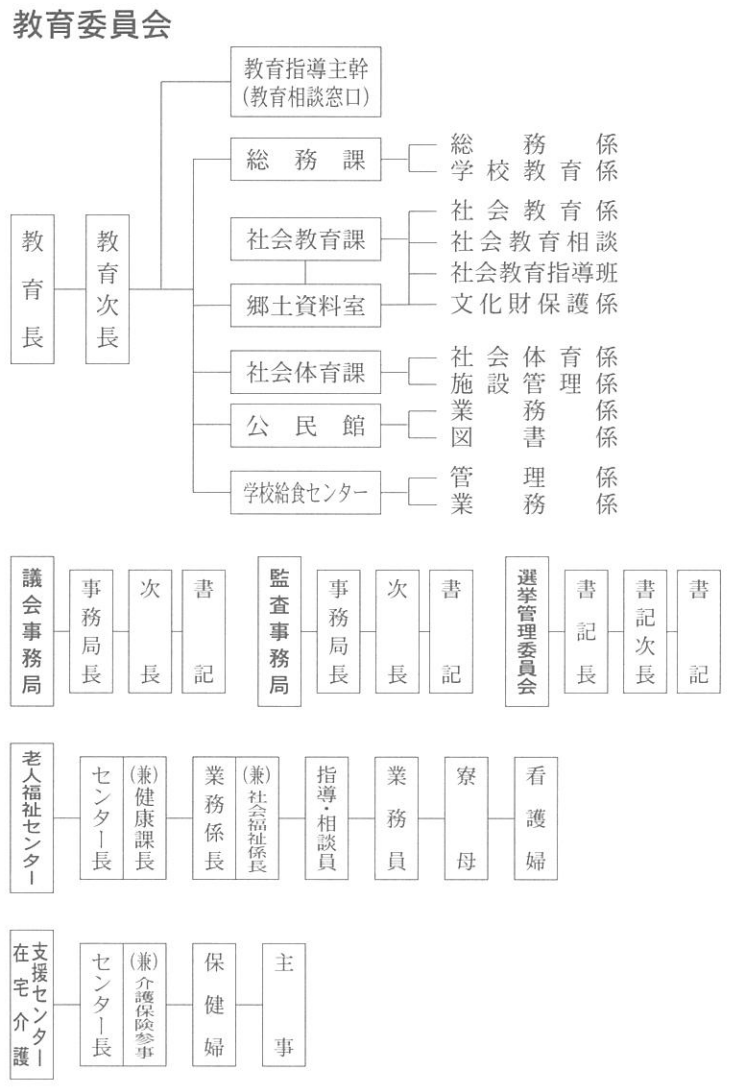 教育委員会
教育長
教育次長
教育指導主幹
(教育相談窓口)
総務課
総務係
学校教育係
社会教育課
郷土資料室
社会教育係
社会教育相談
社会教育指導班
文化財保護係
社会体育課
社会体育係
施設管理係
公民館
業務係
図書係
学校給食センター
管理係
業務係
議会事務局
事務局長
次長
書記
監査事務局
事務局長
次長
書記
選挙管理委員会
書記長
書記次長
書記
老人福祉センター
センター長
(兼)健康課長
業務係長
(兼)社会福祉係長
指導・相談員
業務員
寮母
看護婦
在宅介護
支援センター
センター長
(兼)介護保険参事
保健婦
主事